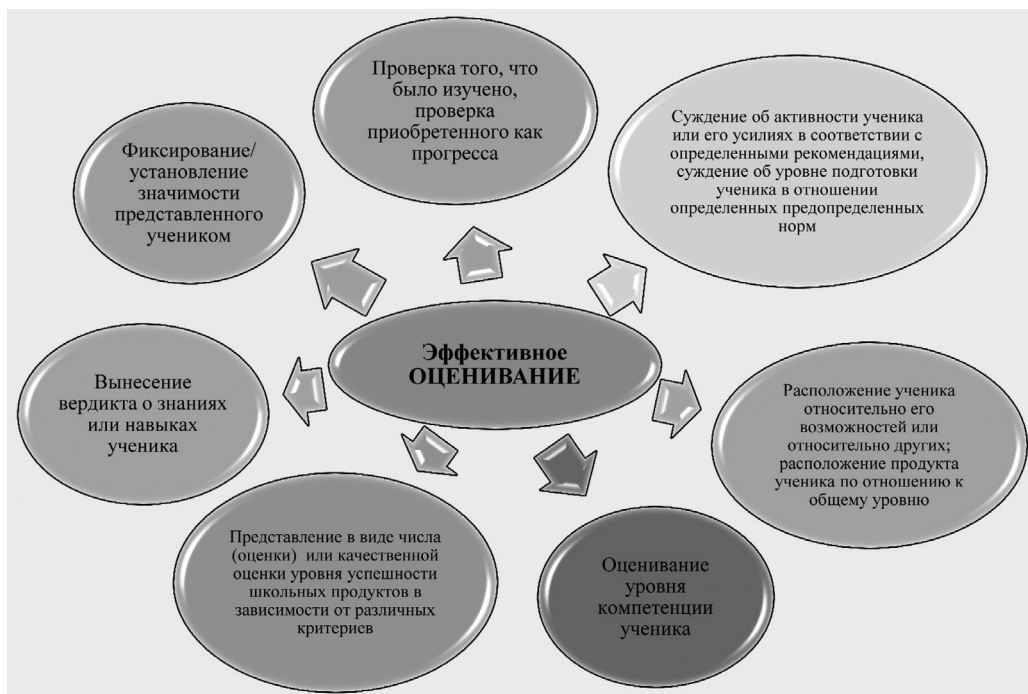 Проверка того, что
было изучено,
проверка
приобретенного как
прогресса
Суждение об активности ученика
или его усилиях в соответствии с
определенными рекомендациями,
суждение об уровне подготовки
ученика в отношении
определенных предопределенных
норм
Фиксирование/
установление
значимости
представленного
учеником
Эффективное
ОЦЕНИВАНИЕ
Вынесение
вердикта о знаниях
или навыках
ученика
Расположение ученика
относительно его
возможностей или
относительно других;
расположение продукта
ученика по отношению к
общему уровню
Представление в виде числа
(оценки) или качественной
оценки уровня успешности
школьных продуктов в
зависимости от различных
критериев
Оценивание
уровня
компетенции
ученика